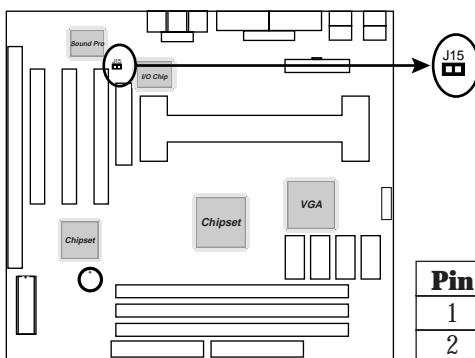 Sound Pro
J15
I/O Chip
J15
Chipset
VGA
Chipset
Pin
1
2